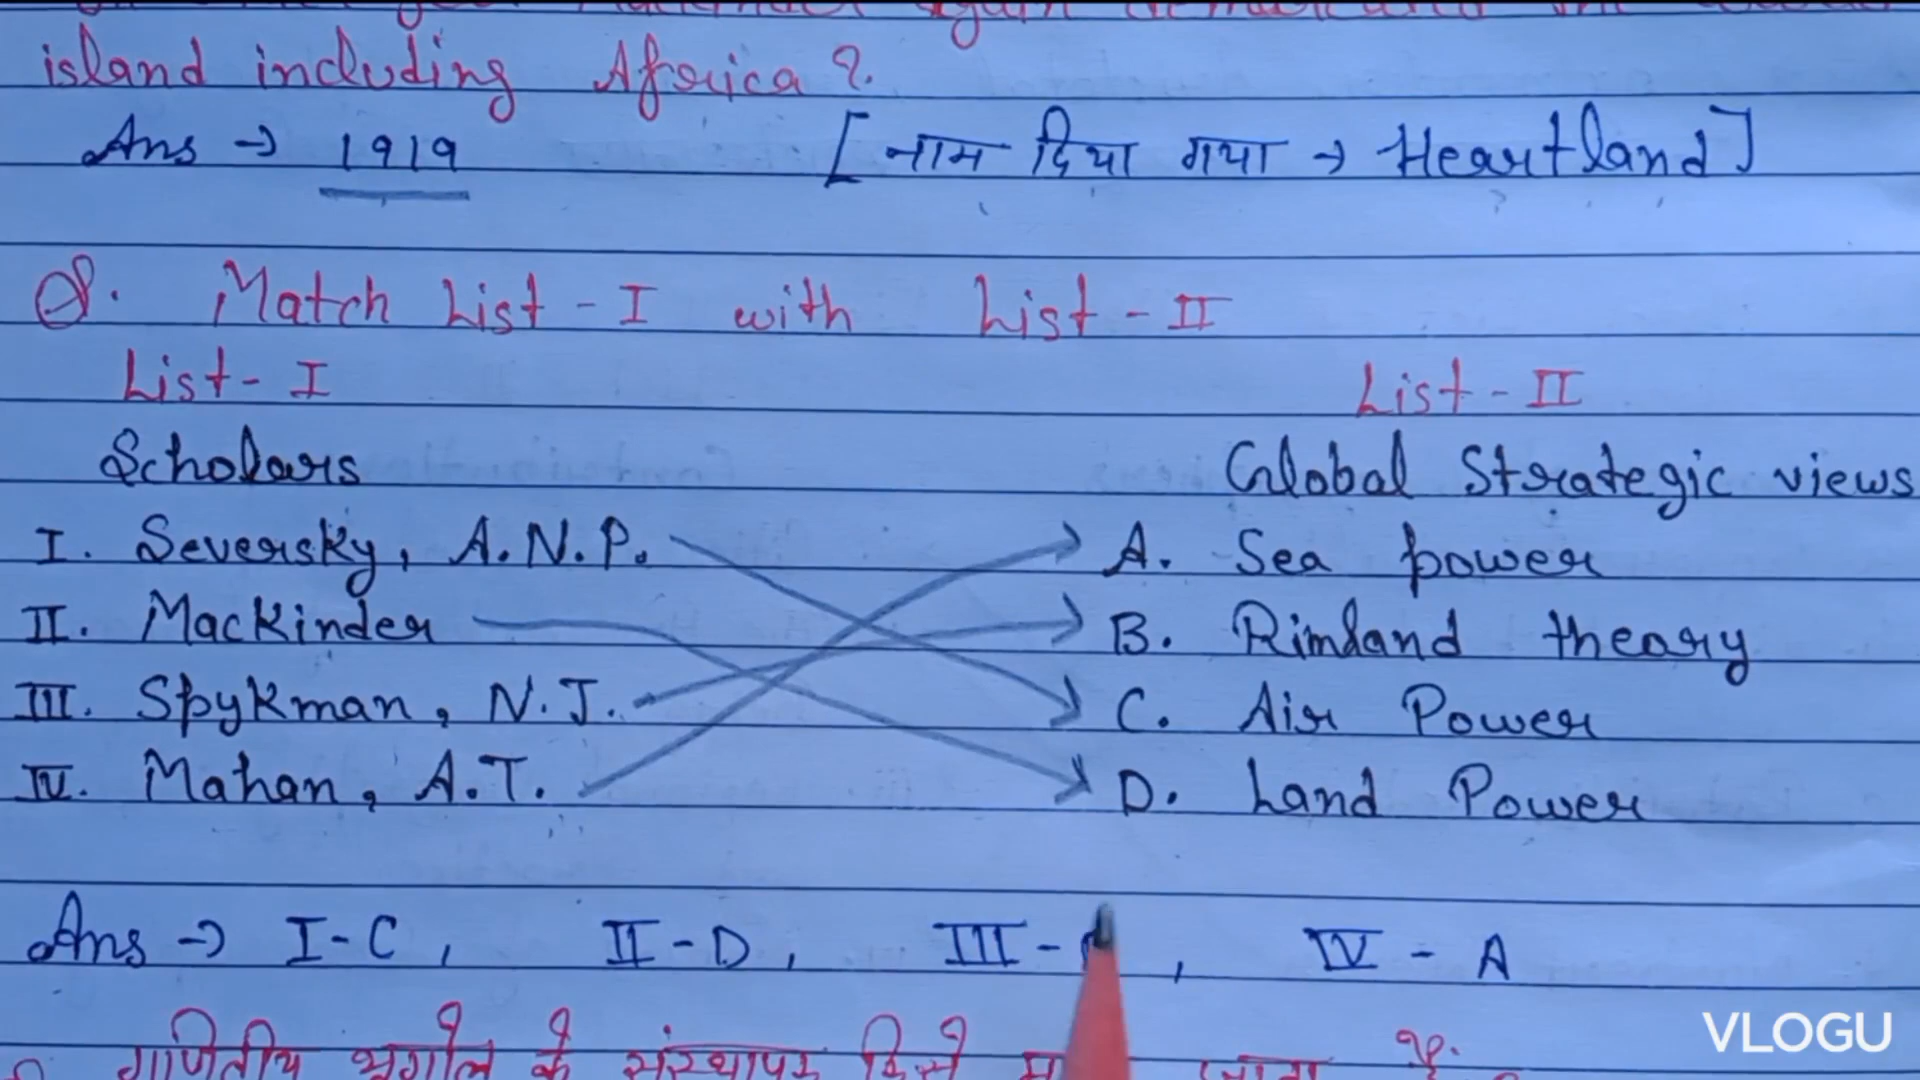 island including Africa ?.
Ans → 1919 [ नाम दिया गया → Heartland ]
Q. Match List - I with List - II
List - I List - II
Scholars Global Strategic views
I. Seversky, A.N.P. A. Sea power
II. Mackinder B. Rimland theory
III. Spykman, N.J. C. Air Power
IV. Mahan, A.T. D. Land Power
Ans → I - C, II - D, III - , IV - A
गणितीय भूगोल के संस्थापक किसे
VLOGU